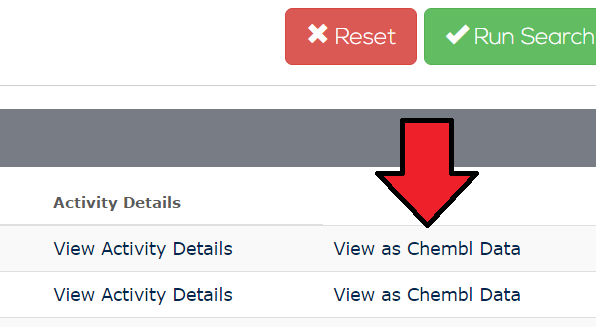 Reset
Run Search
Activity Details
View Activity Details
View as Chembl Data
View Activity Details
View as Chembl Data